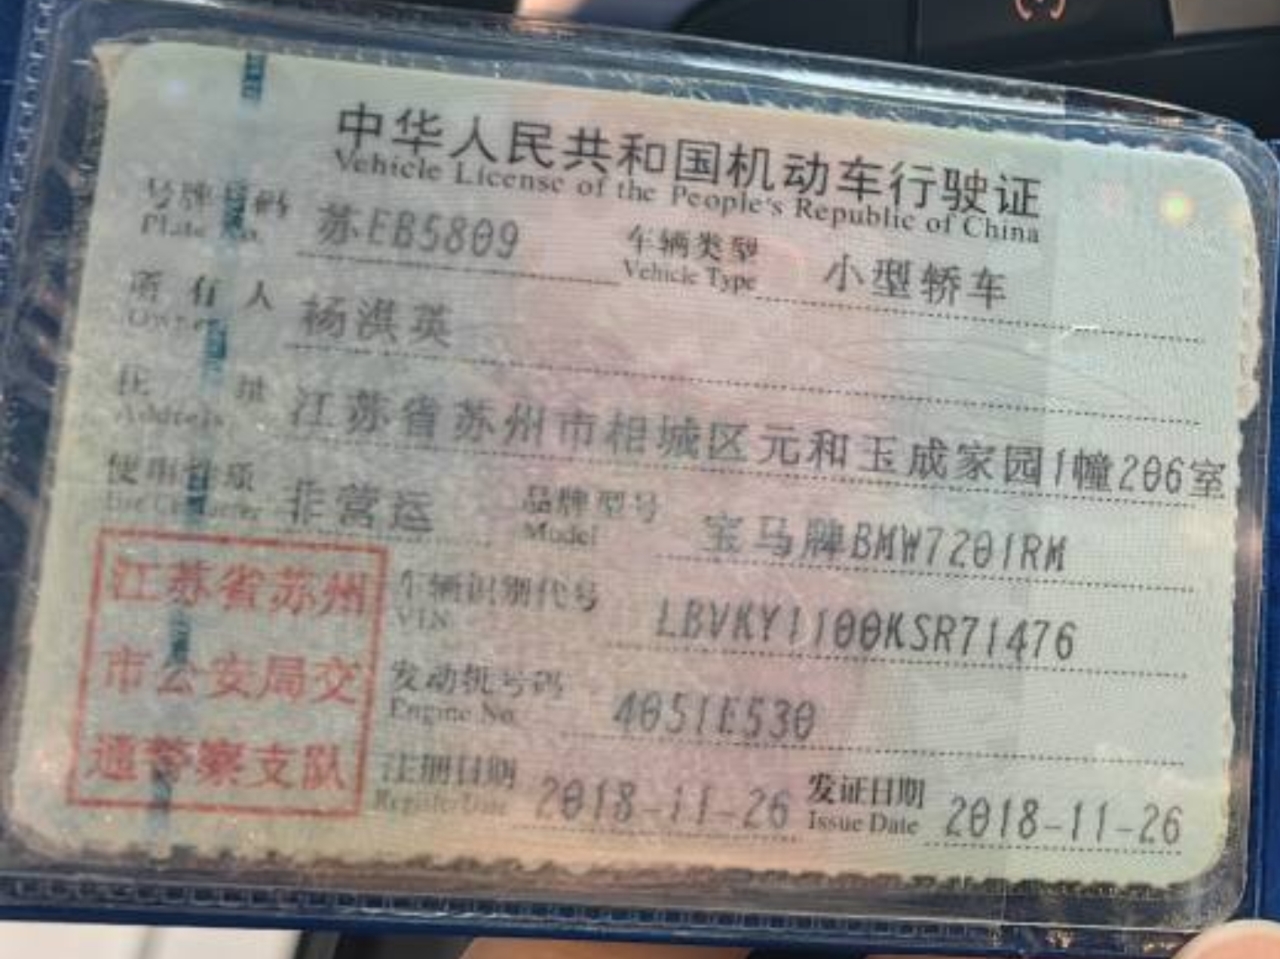 中华人民共和国机动车行驶证
Vehicle License of the People's Republic of China
号牌号码 苏EB5809 车辆类型 小型轿车
Plate No. Vehicle Type
所有人 杨淇英
Owner
住址 江苏省苏州市相城区元和玉成家园1幢206室
Address
使用性质 非营运 品牌型号 宝马牌BMW7201RM
Use Character Model
车辆识别代号 LBVKY1100KSR71476
VIN
发动机号码 4051E530
Engine No.
注册日期 2018-11-26 发证日期 2018-11-26
Register Date Issue Date
江苏省苏州
市公安局交
通警察支队